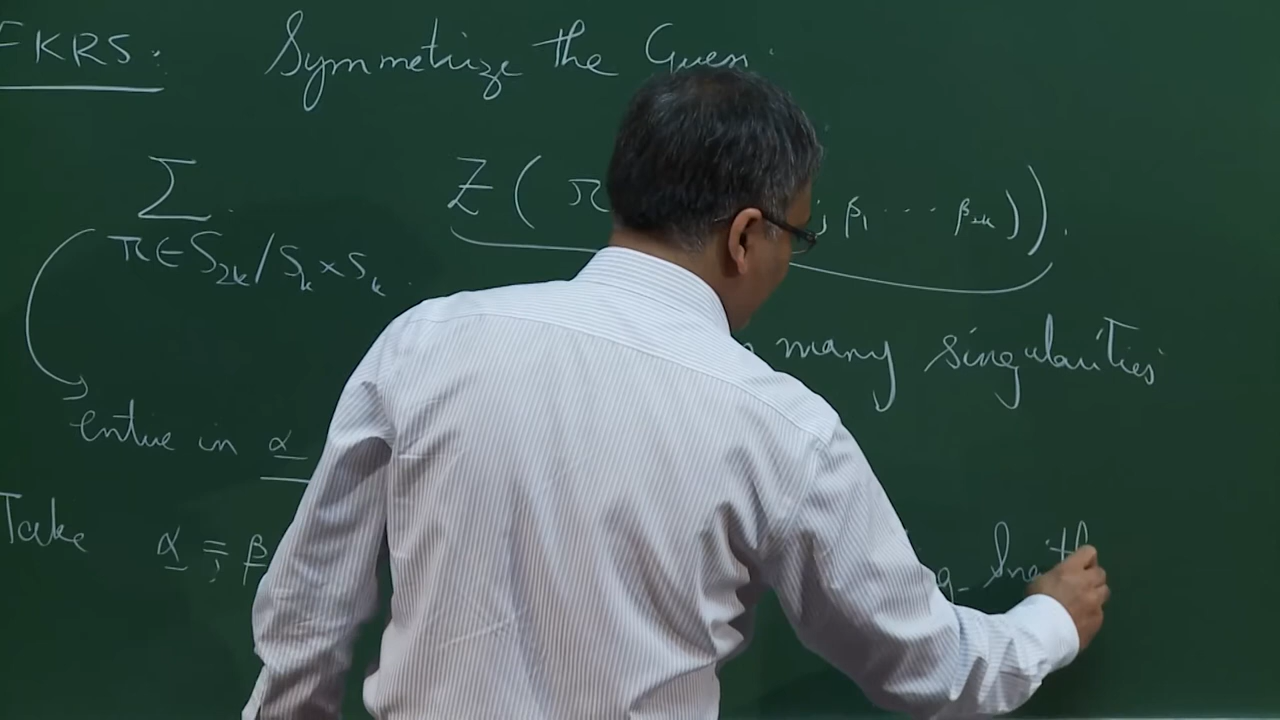 FKRS: Symmetrize the Guess.
Σ Z ( π ; β₁ ···· β₂ₖ)).
π ∈ S₂ₖ / Sₖ × Sₖ.
many singularities
entire in α
Take α = β
;